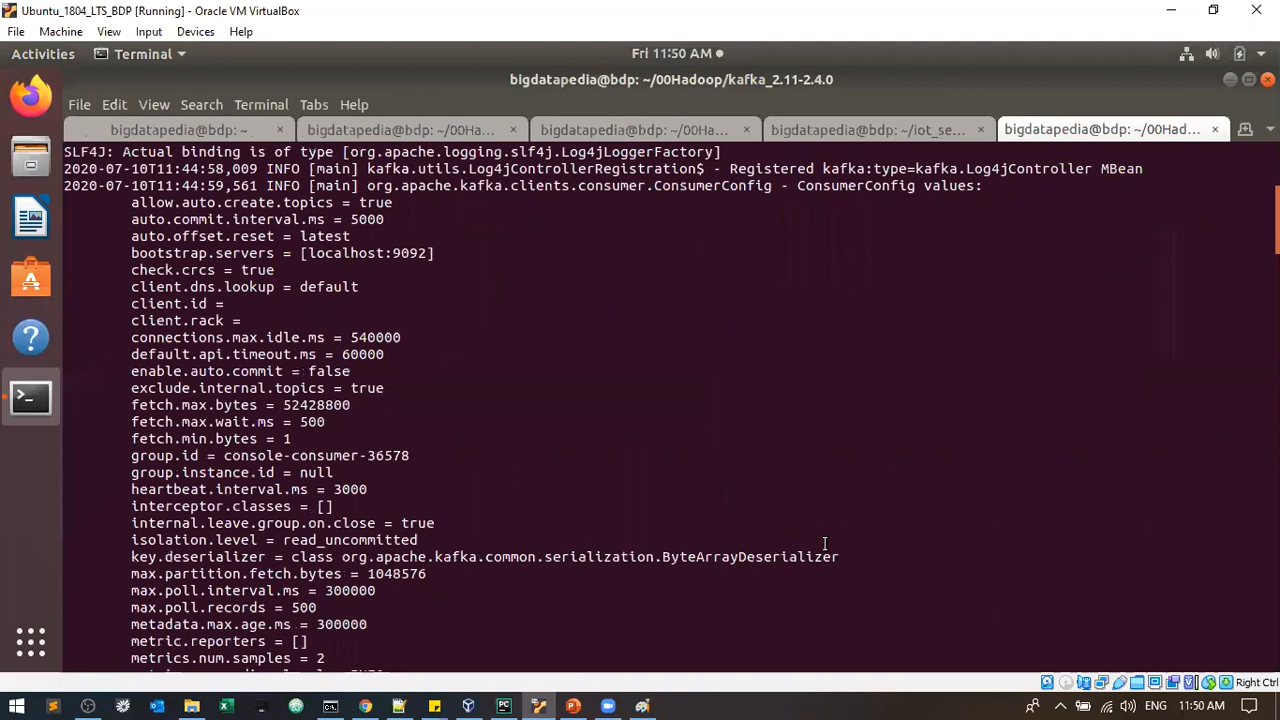 Ubuntu_1804_LTS_BDP [Running] - Oracle VM VirtualBox
File Machine View Input Devices Help
Activities Terminal Fri 11:50 AM
bigdatapedia@bdp: ~/00Hadoop/kafka_2.11-2.4.0
File Edit View Search Terminal Tabs Help
bigdatapedia@bdp: ~ × bigdatapedia@bdp: ~/00Ha... × bigdatapedia@bdp: ~/00Ha... × bigdatapedia@bdp: ~/iot_se... × bigdatapedia@bdp: ~/00Had... ×
SLF4J: Actual binding is of type [org.apache.logging.slf4j.Log4jLoggerFactory]
2020-07-10T11:44:58,009 INFO [main] kafka.utils.Log4jControllerRegistration$ - Registered kafka:type=kafka.Log4jController MBean
2020-07-10T11:44:59,561 INFO [main] org.apache.kafka.clients.consumer.ConsumerConfig - ConsumerConfig values:
allow.auto.create.topics = true
auto.commit.interval.ms = 5000
auto.offset.reset = latest
bootstrap.servers = [localhost:9092]
check.crcs = true
client.dns.lookup = default
client.id =
client.rack =
connections.max.idle.ms = 540000
default.api.timeout.ms = 60000
enable.auto.commit = false
exclude.internal.topics = true
fetch.max.bytes = 52428800
fetch.max.wait.ms = 500
fetch.min.bytes = 1
group.id = console-consumer-36578
group.instance.id = null
heartbeat.interval.ms = 3000
interceptor.classes = []
internal.leave.group.on.close = true
isolation.level = read_uncommitted
key.deserializer = class org.apache.kafka.common.serialization.ByteArrayDeserializer
max.partition.fetch.bytes = 1048576
max.poll.interval.ms = 300000
max.poll.records = 500
metadata.max.age.ms = 300000
metric.reporters = []
metrics.num.samples = 2
Right Ctrl
ENG 11:50 AM